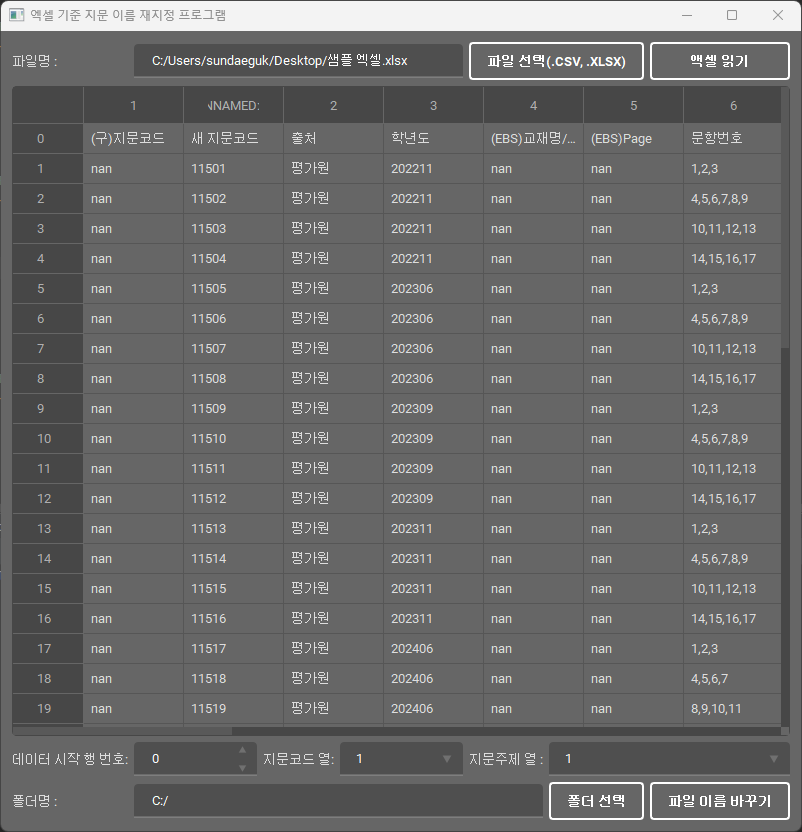 엑셀 기준 지문 이름 재지정 프로그램
파일명 : C:/Users/sundaeguk/Desktop/샘플 엑셀.xlsx 파일 선택(.CSV, .XLSX) 액셀 읽기
1 NNAMED: 2 3 4 5 6
0 (구)지문코드 새 지문코드 출처 학년도 (EBS)교재명/... (EBS)Page 문항번호
1 nan 11501 평가원 202211 nan nan 1,2,3
2 nan 11502 평가원 202211 nan nan 4,5,6,7,8,9
3 nan 11503 평가원 202211 nan nan 10,11,12,13
4 nan 11504 평가원 202211 nan nan 14,15,16,17
5 nan 11505 평가원 202306 nan nan 1,2,3
6 nan 11506 평가원 202306 nan nan 4,5,6,7,8,9
7 nan 11507 평가원 202306 nan nan 10,11,12,13
8 nan 11508 평가원 202306 nan nan 14,15,16,17
9 nan 11509 평가원 202309 nan nan 1,2,3
10 nan 11510 평가원 202309 nan nan 4,5,6,7,8,9
11 nan 11511 평가원 202309 nan nan 10,11,12,13
12 nan 11512 평가원 202309 nan nan 14,15,16,17
13 nan 11513 평가원 202311 nan nan 1,2,3
14 nan 11514 평가원 202311 nan nan 4,5,6,7,8,9
15 nan 11515 평가원 202311 nan nan 10,11,12,13
16 nan 11516 평가원 202311 nan nan 14,15,16,17
17 nan 11517 평가원 202406 nan nan 1,2,3
18 nan 11518 평가원 202406 nan nan 4,5,6,7
19 nan 11519 평가원 202406 nan nan 8,9,10,11
데이터 시작 행 번호: 0 지문코드 열: 1 지문주제 열 : 1
폴더명 : C:/ 폴더 선택 파일 이름 바꾸기